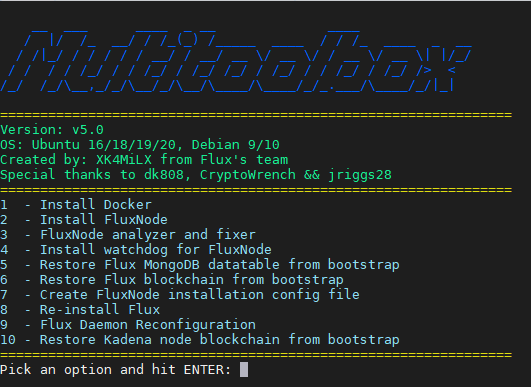 Version: v5.0
OS: Ubuntu 16/18/19/20, Debian 9/10
Created by: XK4MiLX from Flux's team
Special thanks to dk808, CryptoWrench && jriggs28
1 - Install Docker
2 - Install FluxNode
3 - FluxNode analyzer and fixer
4 - Install watchdog for FluxNode
5 - Restore Flux MongoDB datatable from bootstrap
6 - Restore Flux blockchain from bootstrap
7 - Create FluxNode installation config file
8 - Re-install Flux
9 - Flux Daemon Reconfiguration
10 - Restore Kadena node blockchain from bootstrap
Pick an option and hit ENTER: